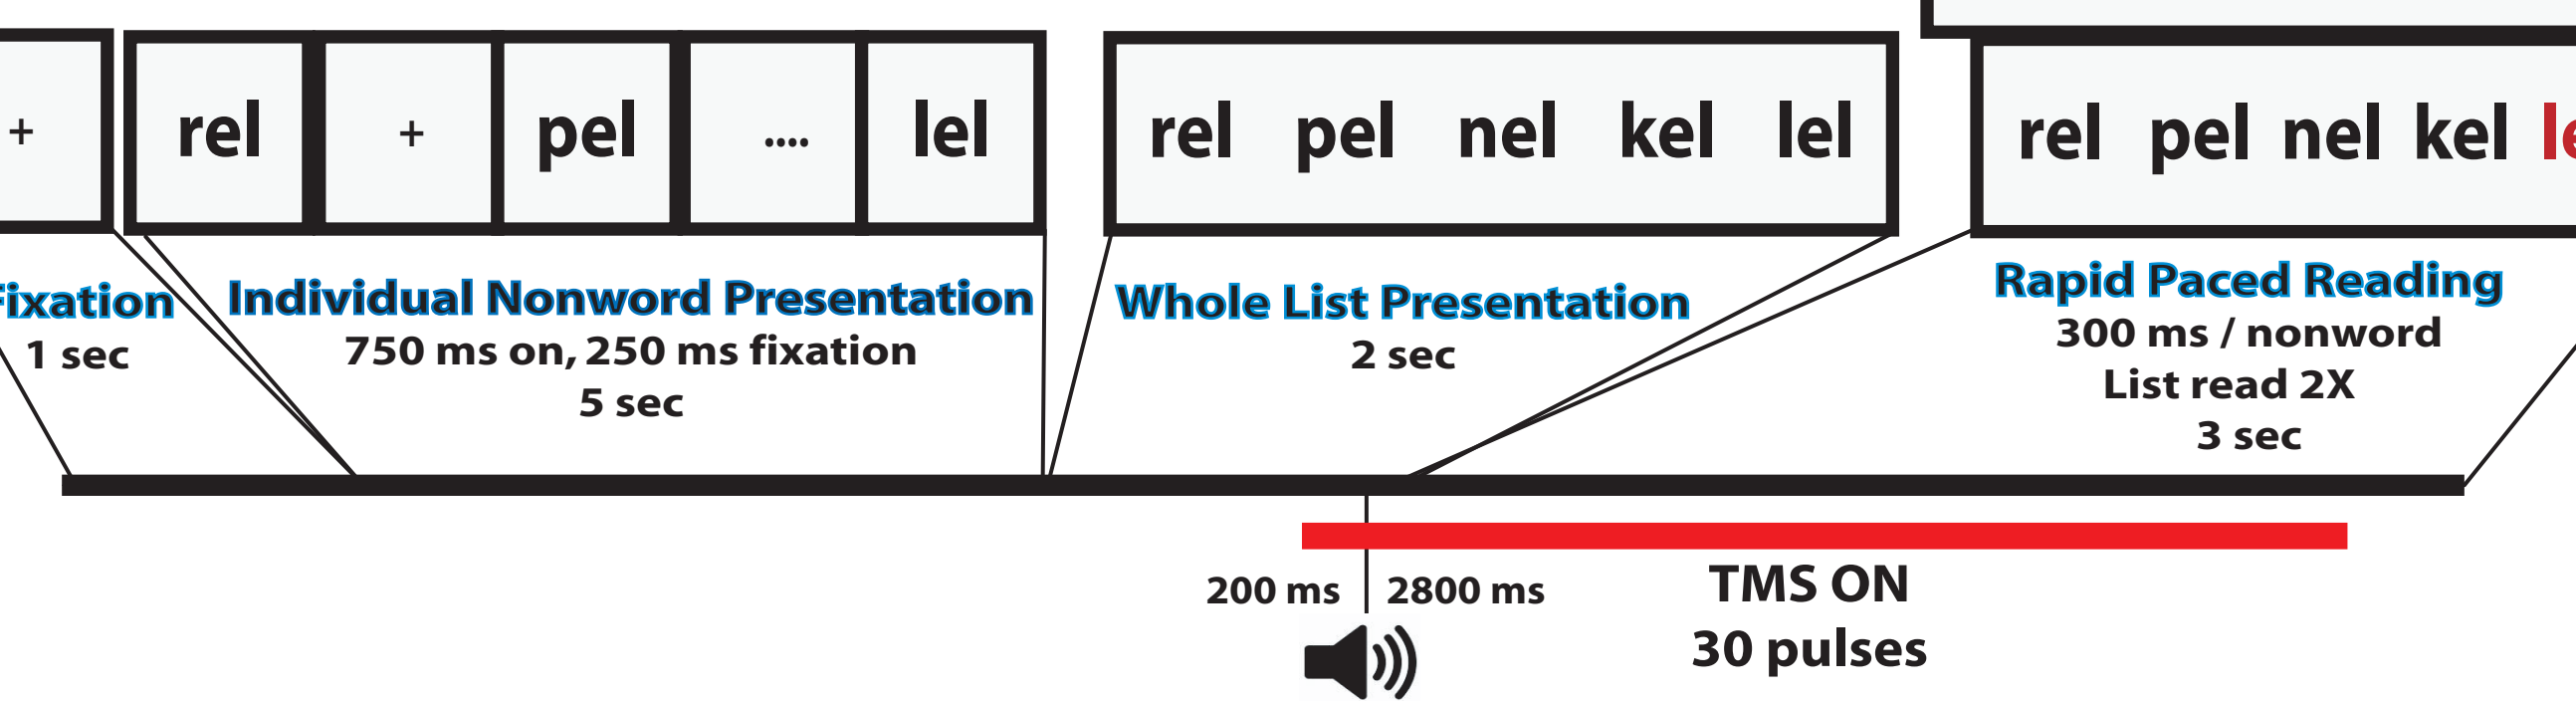 + rel + pel .... lel
rel pel nel kel lel
rel pel nel kel
Fixation
1 sec
Individual Nonword Presentation
750 ms on, 250 ms fixation
5 sec
Whole List Presentation
2 sec
Rapid Paced Reading
300 ms / nonword
List read 2X
3 sec
200 ms
2800 ms
TMS ON
30 pulses